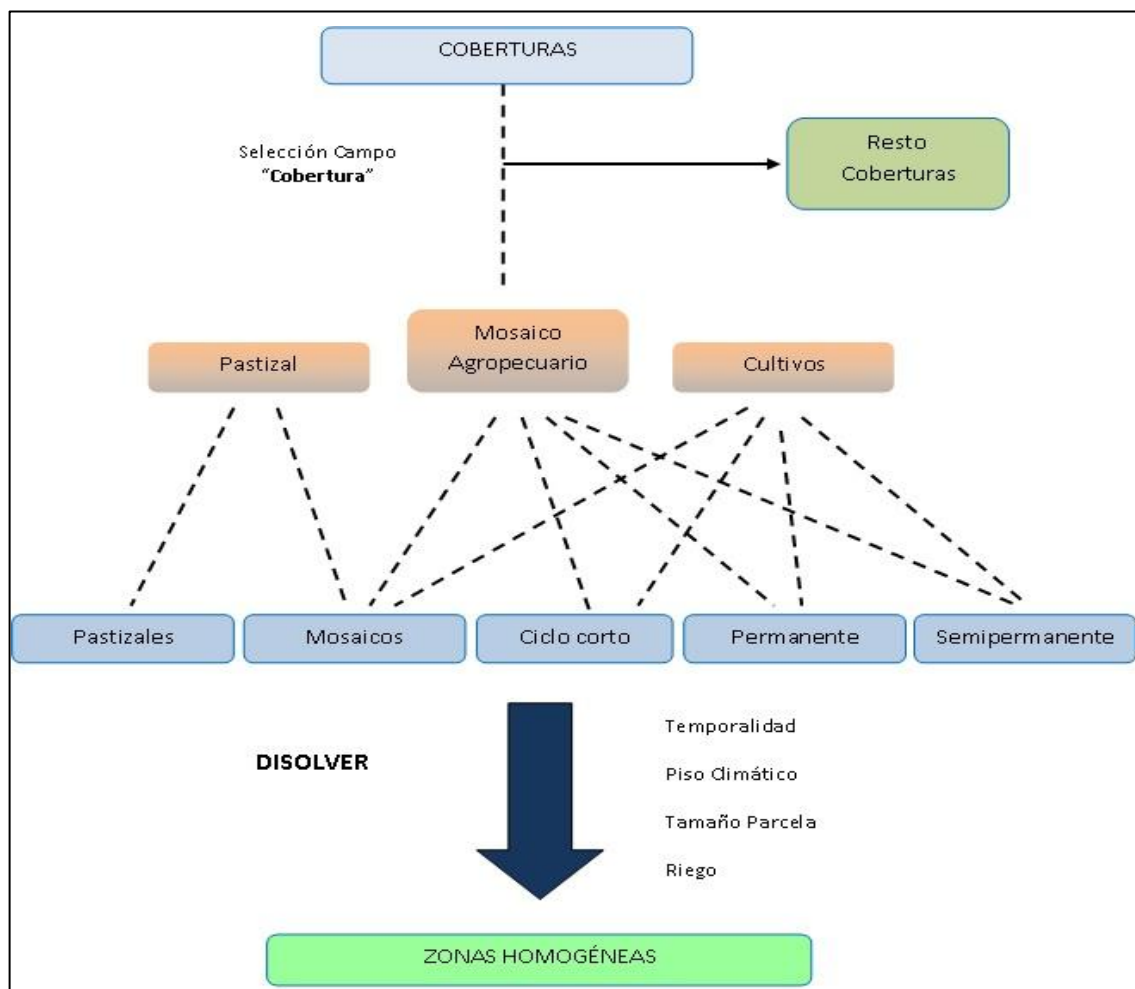 COBERTURAS
Selección Campo
"Cobertura"
Resto
Coberturas
Pastizal
Mosaico
Agropecuario
Cultivos
Pastizales
Mosaicos
Ciclo corto
Permanente
Semipermanente
DISOLVER
Temporalidad
Piso Climático
Tamaño Parcela
Riego
ZONAS HOMOGÉNEAS